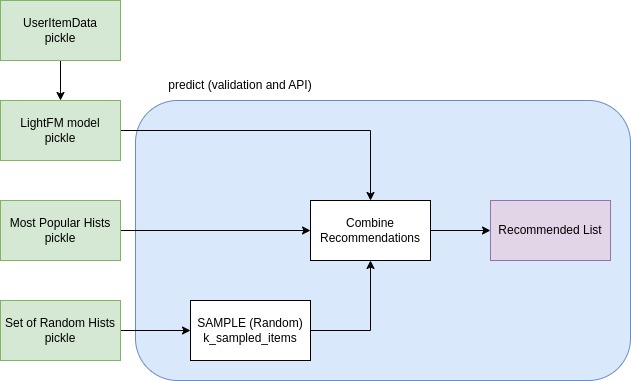 UserItemData
pickle
predict (validation and API)
LightFM model
pickle
Most Popular Hists
pickle
Combine
Recommendations
Recommended List
Set of Random Hists
pickle
SAMPLE (Random)
k_sampled_items